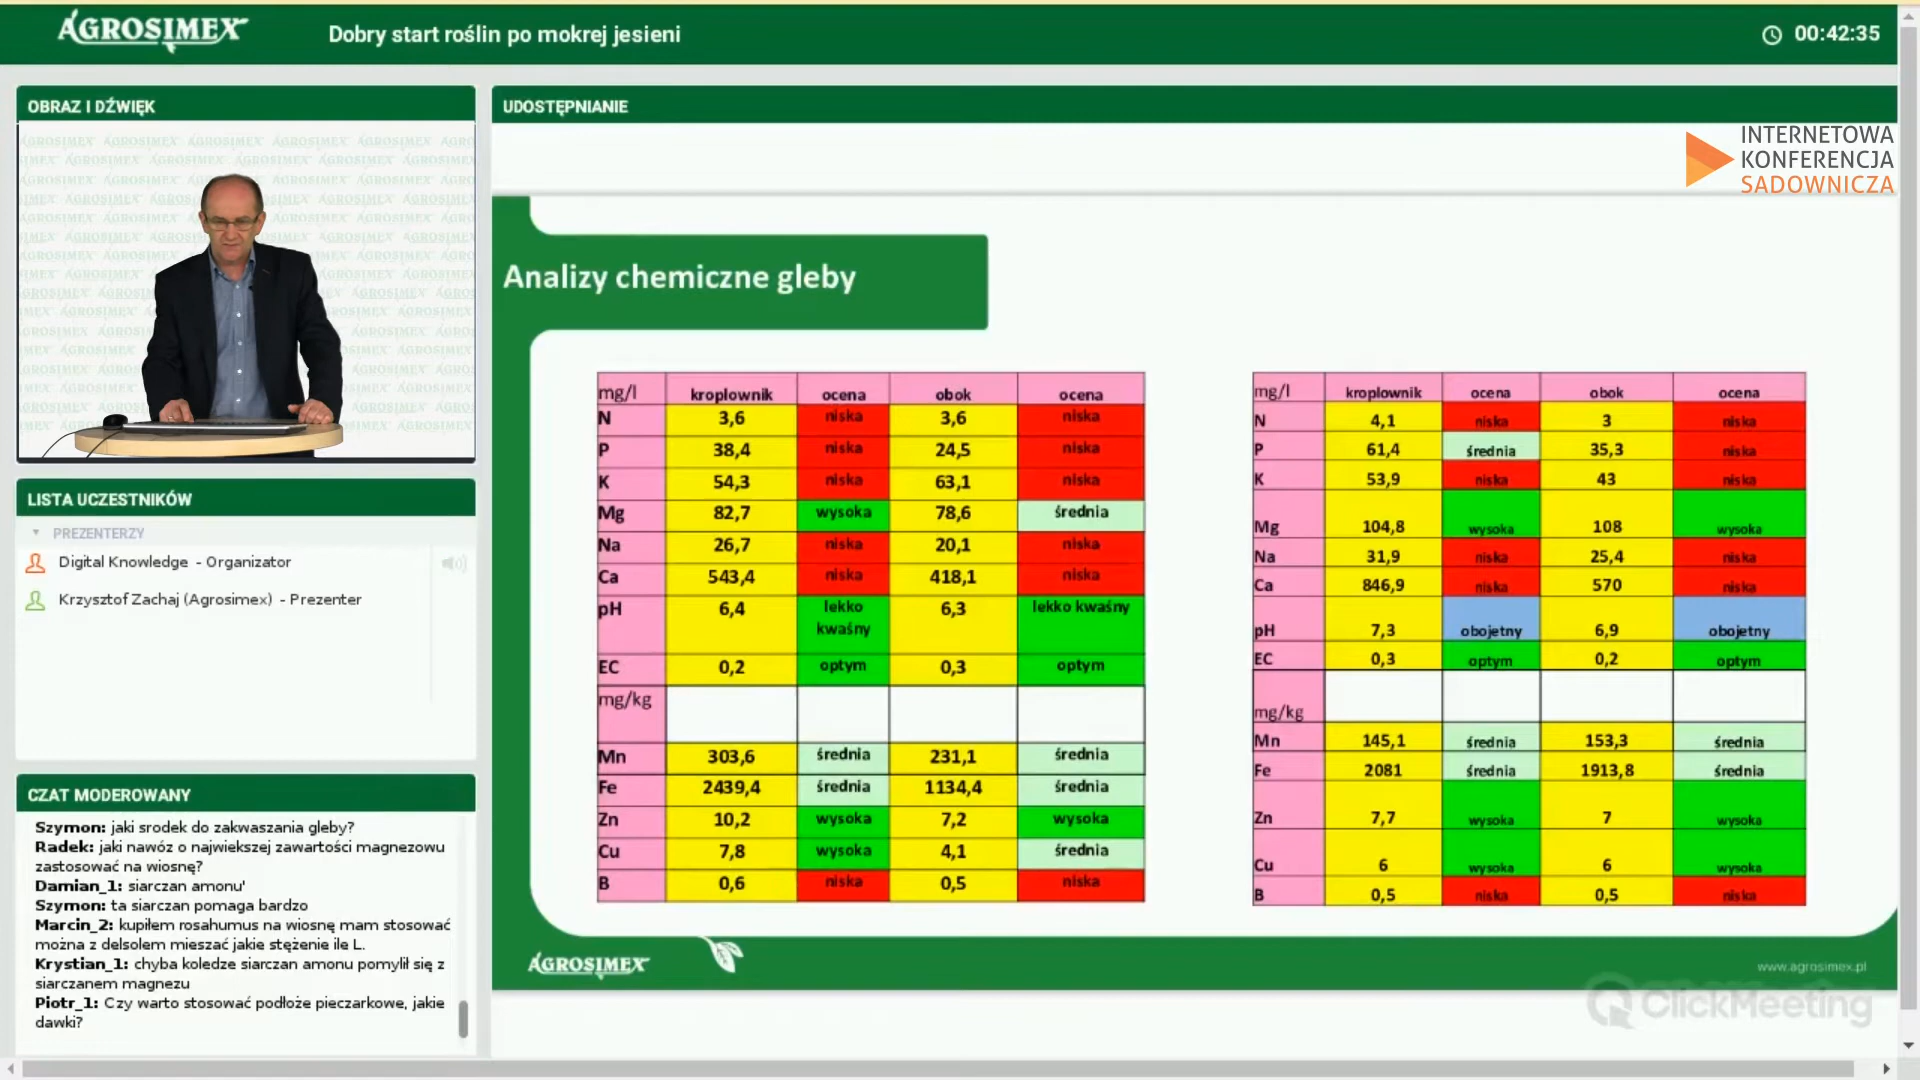 AGROSIMEX
Dobry start roślin po mokrej jesieni
00:42:35
OBRAZ I DŹWIĘK
UDOSTĘPNIANIE
INTERNETOWA
KONFERENCJA
SADOWNICZA
LISTA UCZESTNIKÓW
PREZENTERZY
Digital Knowledge - Organizator
Krzysztof Zachaj (Agrosimex) - Prezenter
CZAT MODEROWANY
Szymon: jaki srodek do zakwaszania gleby?
Radek: jaki nawóz o najwiekszej zawartości magnezowu
zastosować na wiosnę?
Damian_1: siarczan amonu'
Szymon: ta siarczan pomaga bardzo
Marcin_2: kupiłem rosahumus na wiosnę mam stosować
można z delsolem mieszać jakie stężenie ile L.
Krystian_1: chyba koledze siarczan amonu pomylił się z
siarczanem magnezu
Piotr_1: Czy warto stosować podłoże pieczarkowe, jakie
dawki?
Analizy chemiczne gleby
mg/l kroplownik ocena obok ocena
N 3,6 niska 3,6 niska
P 38,4 niska 24,5 niska
K 54,3 niska 63,1 niska
Mg 82,7 wysoka 78,6 średnia
Na 26,7 niska 20,1 niska
Ca 543,4 niska 418,1 niska
pH 6,4 lekko 6,3 lekko kwaśny
kwaśny
EC 0,2 optym 0,3 optym
mg/kg
Mn 303,6 średnia 231,1 średnia
Fe 2439,4 średnia 1134,4 średnia
Zn 10,2 wysoka 7,2 wysoka
Cu 7,8 wysoka 4,1 średnia
B 0,6 niska 0,5 niska
mg/l kroplownik ocena obok ocena
N 4,1 niska 3 niska
P 61,4 średnia 35,3 niska
K 53,9 niska 43 niska
Mg 104,8 wysoka 108 wysoka
Na 31,9 niska 25,4 niska
Ca 846,9 niska 570 niska
pH 7,3 obojetny 6,9 obojetny
EC 0,3 optym 0,2 optym
mg/kg
Mn 145,1 średnia 153,3 średnia
Fe 2081 średnia 1913,8 średnia
Zn 7,7 wysoka 7 wysoka
Cu 6 wysoka 6 wysoka
B 0,5 niska 0,5 niska
AGROSIMEX
www.agrosimex.pl
ClickMeeting